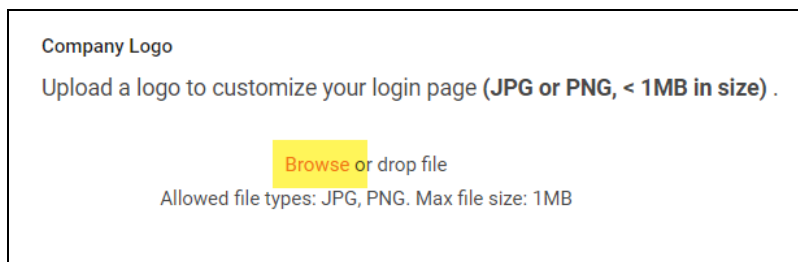 Company Logo
Upload a logo to customize your login page (JPG or PNG, < 1MB in size) .
Browse or drop file
Allowed file types: JPG, PNG. Max file size: 1MB